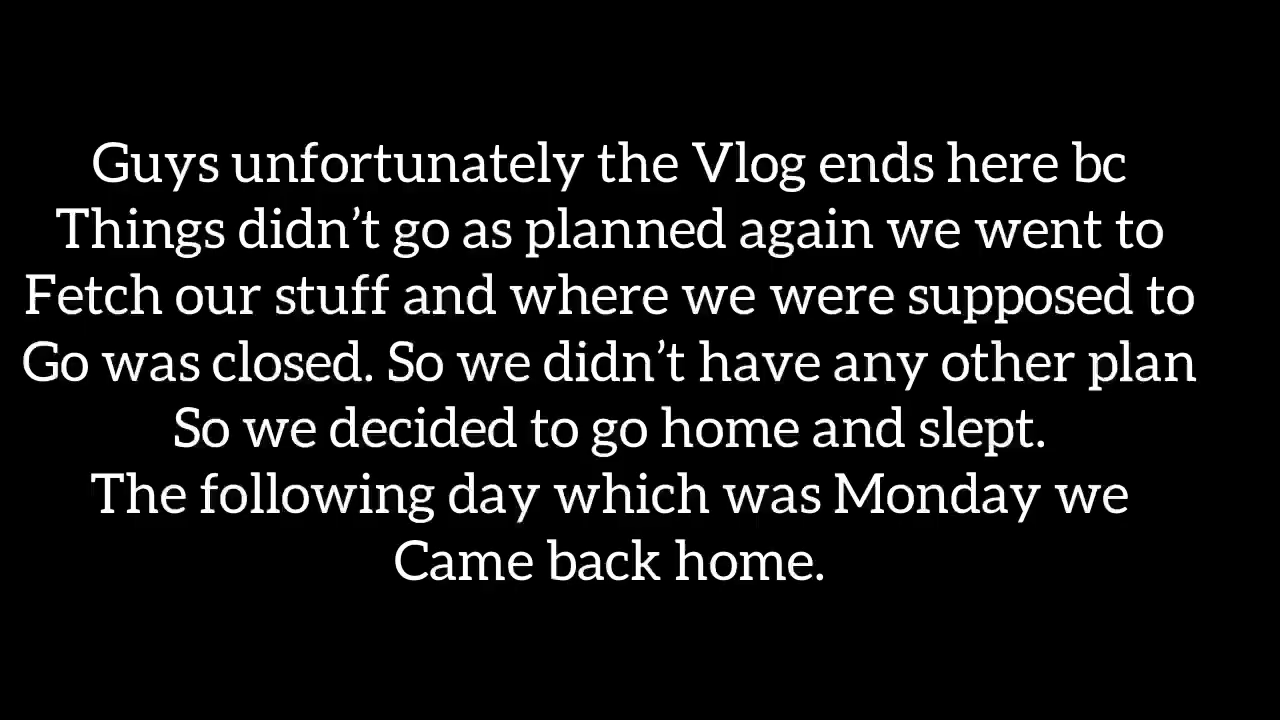 Guys unfortunately the Vlog ends here bc
Things didn’t go as planned again we went to
Fetch our stuff and where we were supposed to
Go was closed. So we didn’t have any other plan
So we decided to go home and slept.
The following day which was Monday we
Came back home.